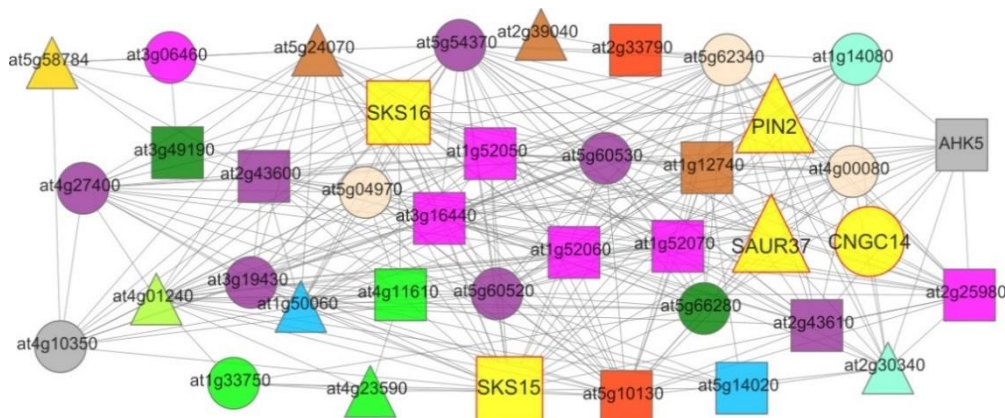 at5g58784
at3g06460
at5g24070
at5g54370
at2g39040
at2g33790
at5g62340
at1g14080
SKS16
PIN2
at3g49190
at1g52050
at5g60530
at1g12740
AHK5
at4g27400
at2g43600
at5g04970
at4g00080
at3g16440
at1g52060
at1g52070
SAUR37
CNGC14
at3g19430
at4g01240
at1g50060
at4g11610
at5g60520
at5g66280
at2g43610
at2g25980
at4g10350
at1g33750
at4g23590
SKS15
at5g10130
at5g14020
at2g30340